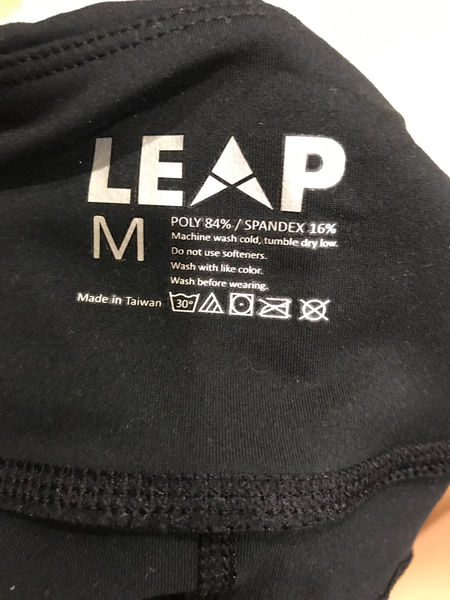 LEAP
M
POLY 84% / SPANDEX 16%
Machine wash cold, tumble dry low.
Do not use softeners.
Wash with like color.
Wash before wearing.
Made in Taiwan 30°